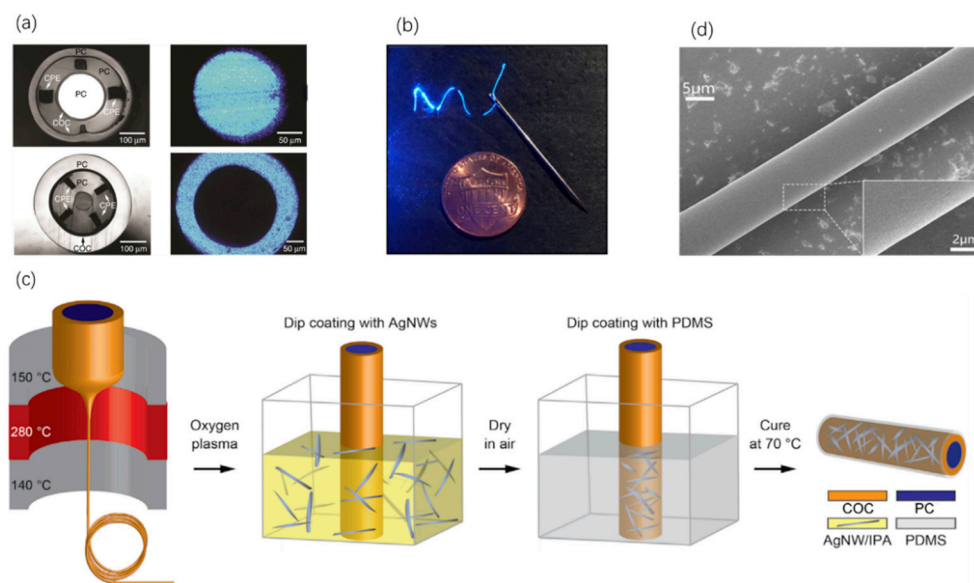 (a)
PC
CPE
PC
PC
CPE
COC
100 μm
50 μm
PC
PC
CPE
CPE
COC
100 μm
50 μm
(b)
(d)
5μm
2μm
(c)
150 °C
280 °C
140°C
Oxygen
plasma
Dip coating with AgNWs
Dry
in air
Dip coating with PDMS
Cure
at 70 °C
COC
PC
AgNW/IPA
PDMS